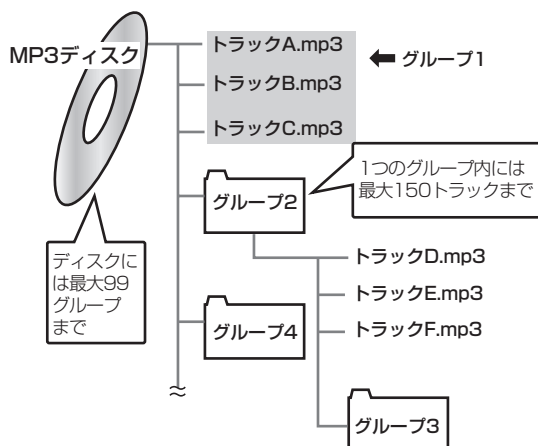 MP3ディスク
トラックA.mp3
トラックB.mp3
トラックC.mp3
グループ1
グループ2
1つのグループ内には
最大150トラックまで
ディスクに
は最大99
グループ
まで
トラックD.mp3
トラックE.mp3
トラックF.mp3
グループ4
グループ3